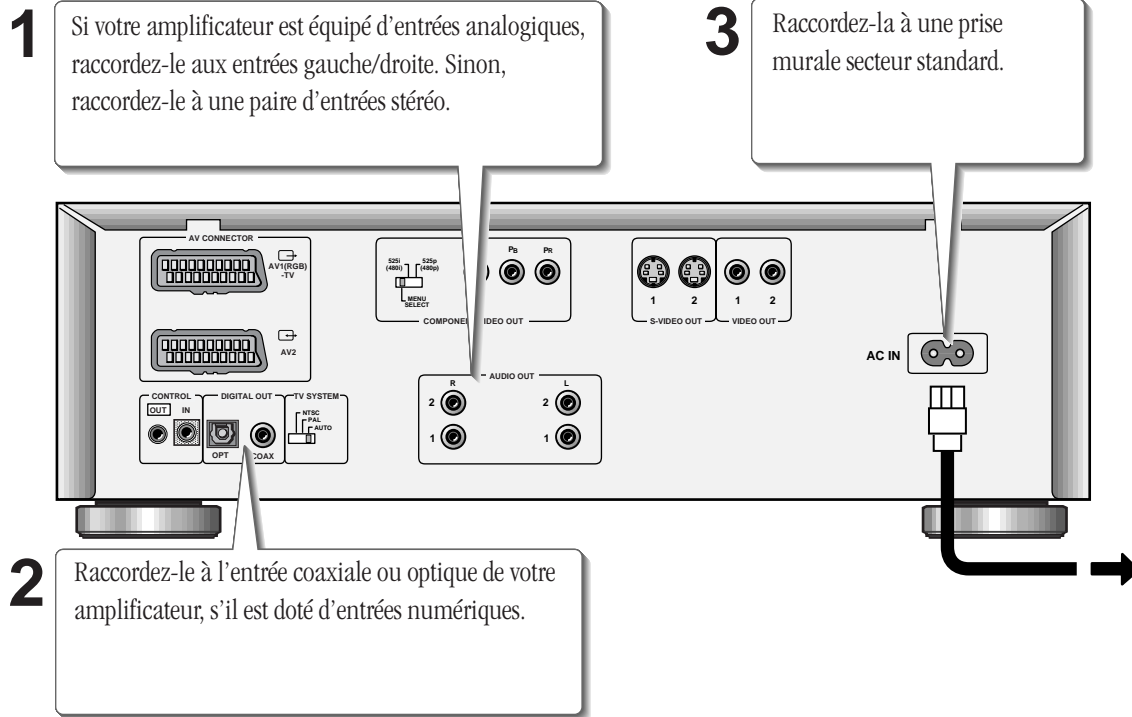 1
Si votre amplificateur est équipé d'entrées analogiques,
raccordez-le aux entrées gauche/droite. Sinon,
raccordez-le à une paire d'entrées stéréo.
3
Raccordez-la à une prise
murale secteur standard.
AV CONNECTOR
AV1(RGB)
-TV
AV2
525i
(480i)
525p
(480p)
MENU
SELECT
PB
PR
COMPONE IDEO OUT
1
2
S-VIDEO OUT
1
2
VIDEO OUT
AC IN
CONTROL
OUT
IN
DIGITAL OUT
OPT
COAX
TV SYSTEM
NTSC
PAL
AUTO
AUDIO OUT
R
L
2
2
1
1
2
Raccordez-le à l'entrée coaxiale ou optique de votre
amplificateur, s'il est doté d'entrées numériques.